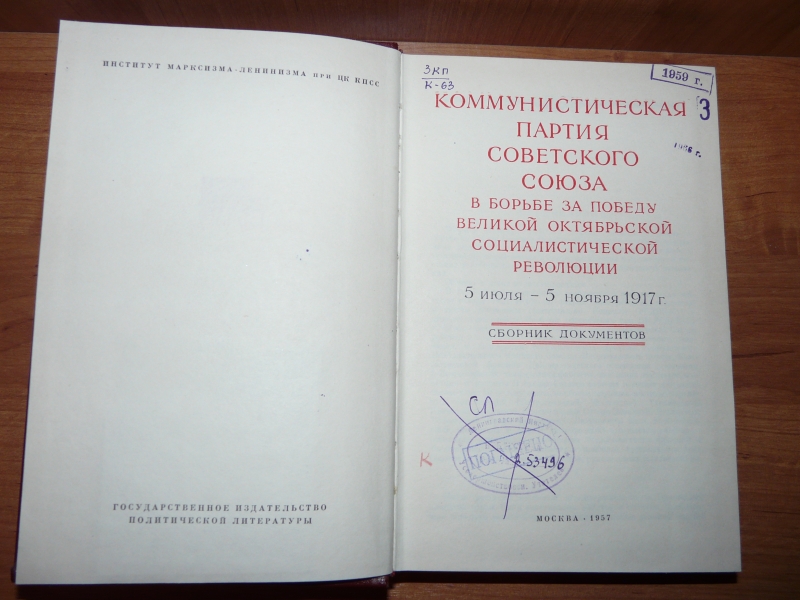 ИНСТИТУТ МАРКСИЗМА-ЛЕНИНИЗМА ПРИ ЦК КПСС
ГОСУДАРСТВЕННОЕ ИЗДАТЕЛЬСТВО
ПОЛИТИЧЕСКОЙ ЛИТЕРАТУРЫ
ЗКП
К-63
1959 г.
3
КОММУНИСТИЧЕСКАЯ
ПАРТИЯ
СОВЕТСКОГО
СОЮЗА
В БОРЬБЕ ЗА ПОБЕДУ
ВЕЛИКОЙ ОКТЯБРЬСКОЙ
СОЦИАЛИСТИЧЕСКОЙ
РЕВОЛЮЦИИ
5 ИЮЛЯ – 5 НОЯБРЯ 1917 Г.
СБОРНИК ДОКУМЕНТОВ
СП
К
53496
МОСКВА · 1957